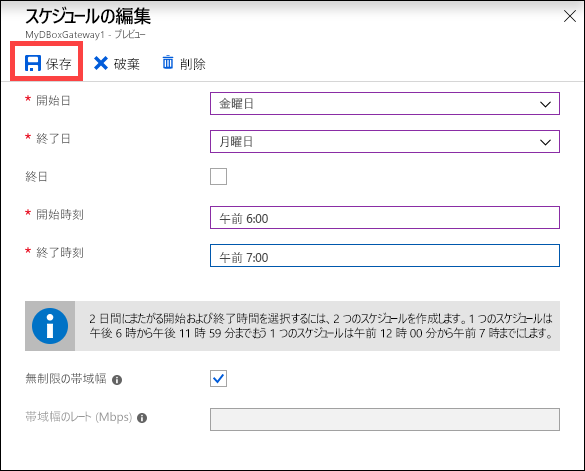 スケジュールの編集
MyDBoxGateway1 - プレビュー
保存 破棄 削除
* 開始日 金曜日
* 終了日 月曜日
終日
* 開始時刻 午前 6:00
* 終了時刻 午前 7:00
2 日間にまたがる開始および終了時間を選択するには、2 つのスケジュールを作成します。1 つのスケジュールは
午後 6 時から午後 11 時 59 分までもう 1 つのスケジュールは午前 12 時 00 分から午前 7 時までにします。
無制限の帯域幅
帯域幅のレート (Mbps)